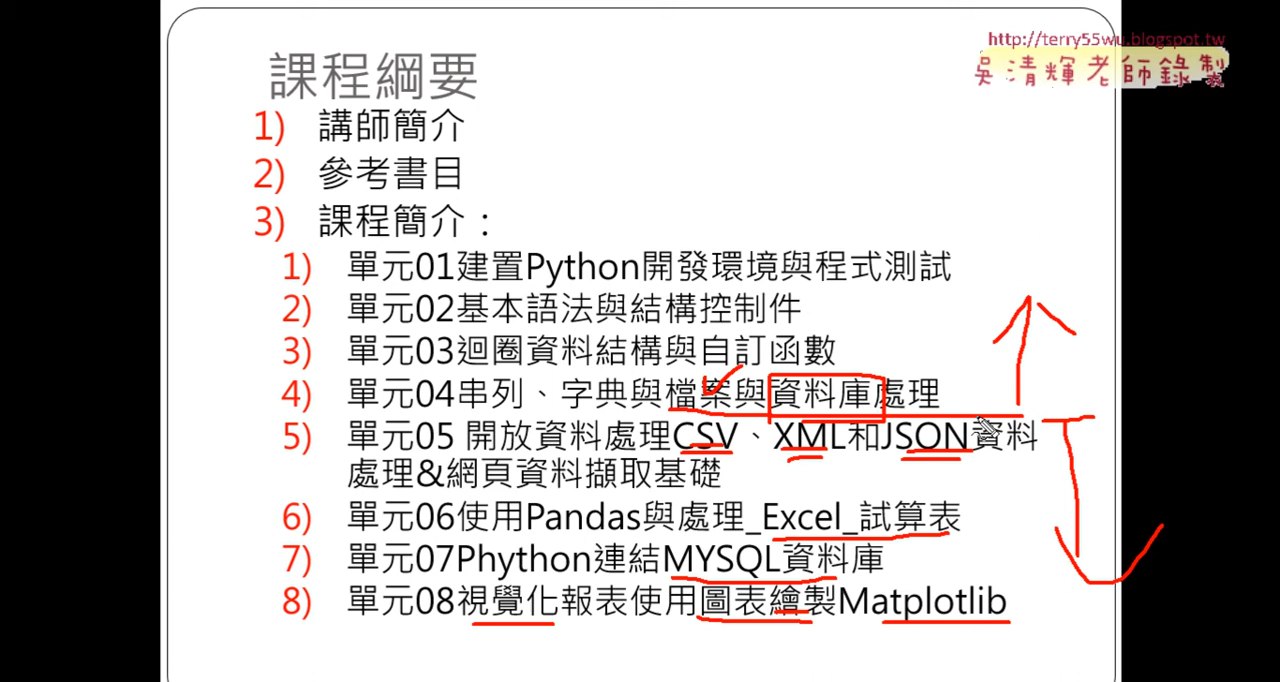 http://terry55wu.blogspot.tw
吳清輝老師錄製
課程綱要
1) 講師簡介
2) 參考書目
3) 課程簡介：
1) 單元01建置Python開發環境與程式測試
2) 單元02基本語法與結構控制件
3) 單元03迴圈資料結構與自訂函數
4) 單元04串列、字典與檔案與資料庫處理
5) 單元05 開放資料處理CSV、XML和JSON資料
處理&網頁資料擷取基礎
6) 單元06使用Pandas與處理_Excel_試算表
7) 單元07Phython連結MYSQL資料庫
8) 單元08視覺化報表使用圖表繪製Matplotlib